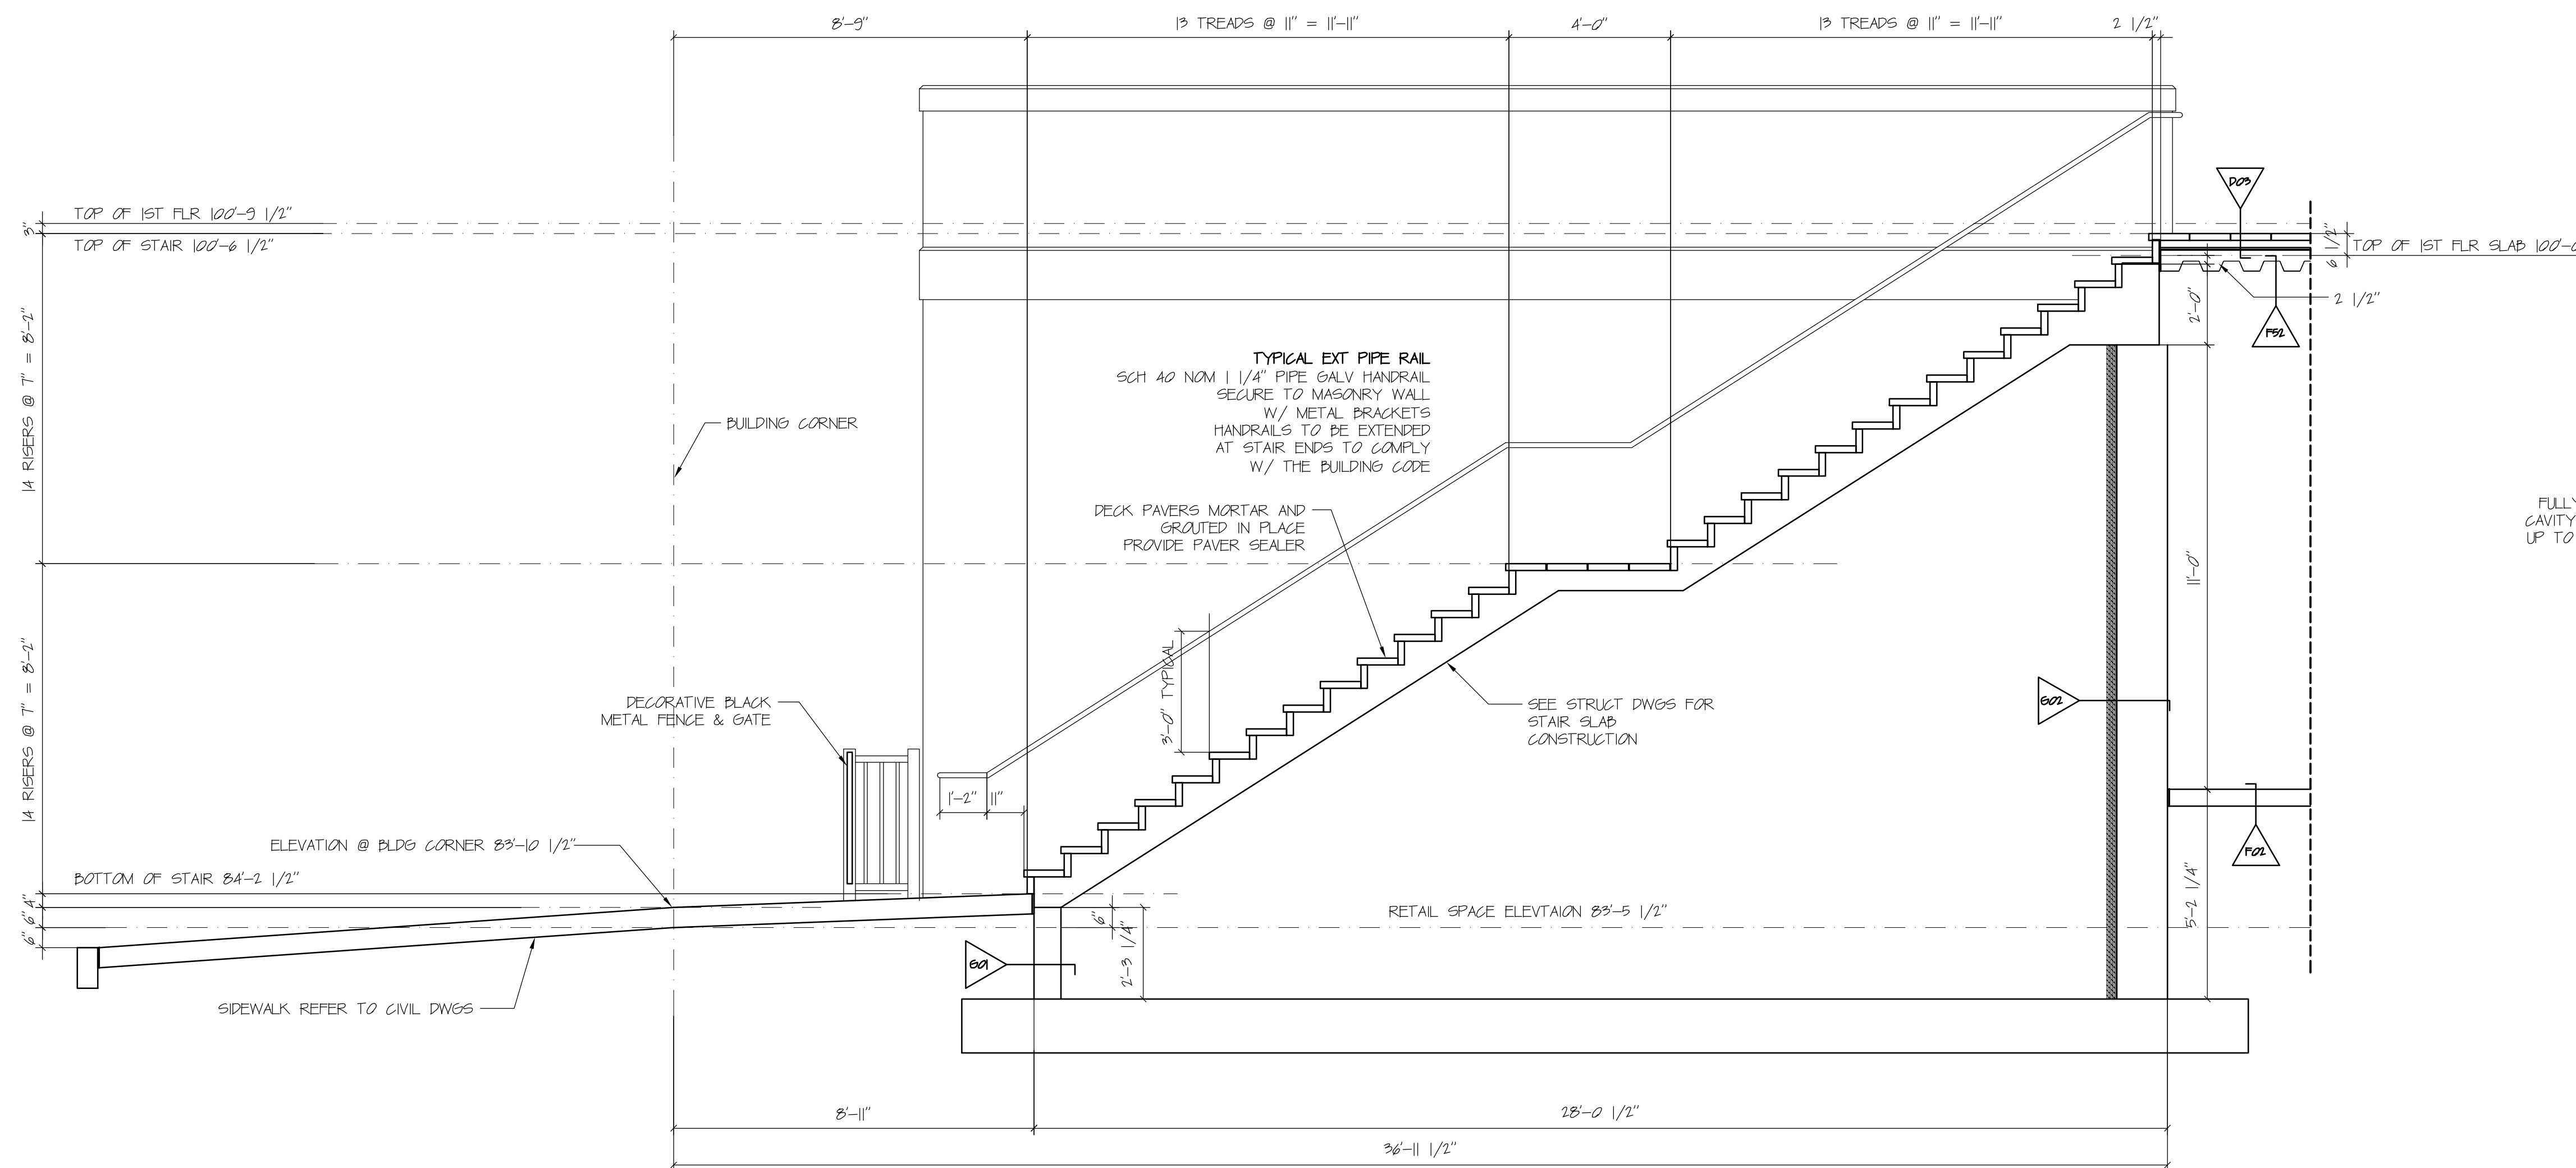 8'-9"
13 TREADS @ 11" = 11'-11"
4'-0"
13 TREADS @ 11" = 11'-11"
2 1/2"
D03
TOP OF 1ST FLR 100'-9 1/2"
3"
TOP OF STAIR 100'-6 1/2"
6 1/2"
TOP OF 1ST FLR SLAB 100'-0
2 1/2"
2'-0"
F52
14 RISERS @ 7" = 8'-2"
TYPICAL EXT PIPE RAIL
SCH 40 NOM 1 1/4" PIPE GALV HANDRAIL
SECURE TO MASONRY WALL
W/ METAL BRACKETS
HANDRAILS TO BE EXTENDED
AT STAIR ENDS TO COMPLY
W/ THE BUILDING CODE
BUILDING CORNER
DECK PAVERS MORTAR AND
GROUTED IN PLACE
PROVIDE PAVER SEALER
FULLY
CAVITY
UP TO
11'-0"
14 RISERS @ 7" = 8'-2"
3'-0" TYPICAL
DECORATIVE BLACK
METAL FENCE & GATE
SEE STRUCT DWGS FOR
STAIR SLAB
CONSTRUCTION
G02
1'-2"
11"
ELEVATION @ BLDG CORNER 83'-10 1/2"
F02
BOTTOM OF STAIR 84'-2 1/2"
4"
6"
6"
6"
2'-3 1/4"
RETAIL SPACE ELEVTAION 83'-5 1/2"
5'-2 1/4"
G01
SIDEWALK REFER TO CIVIL DWGS
8'-11"
28'-0 1/2"
36'-11 1/2"